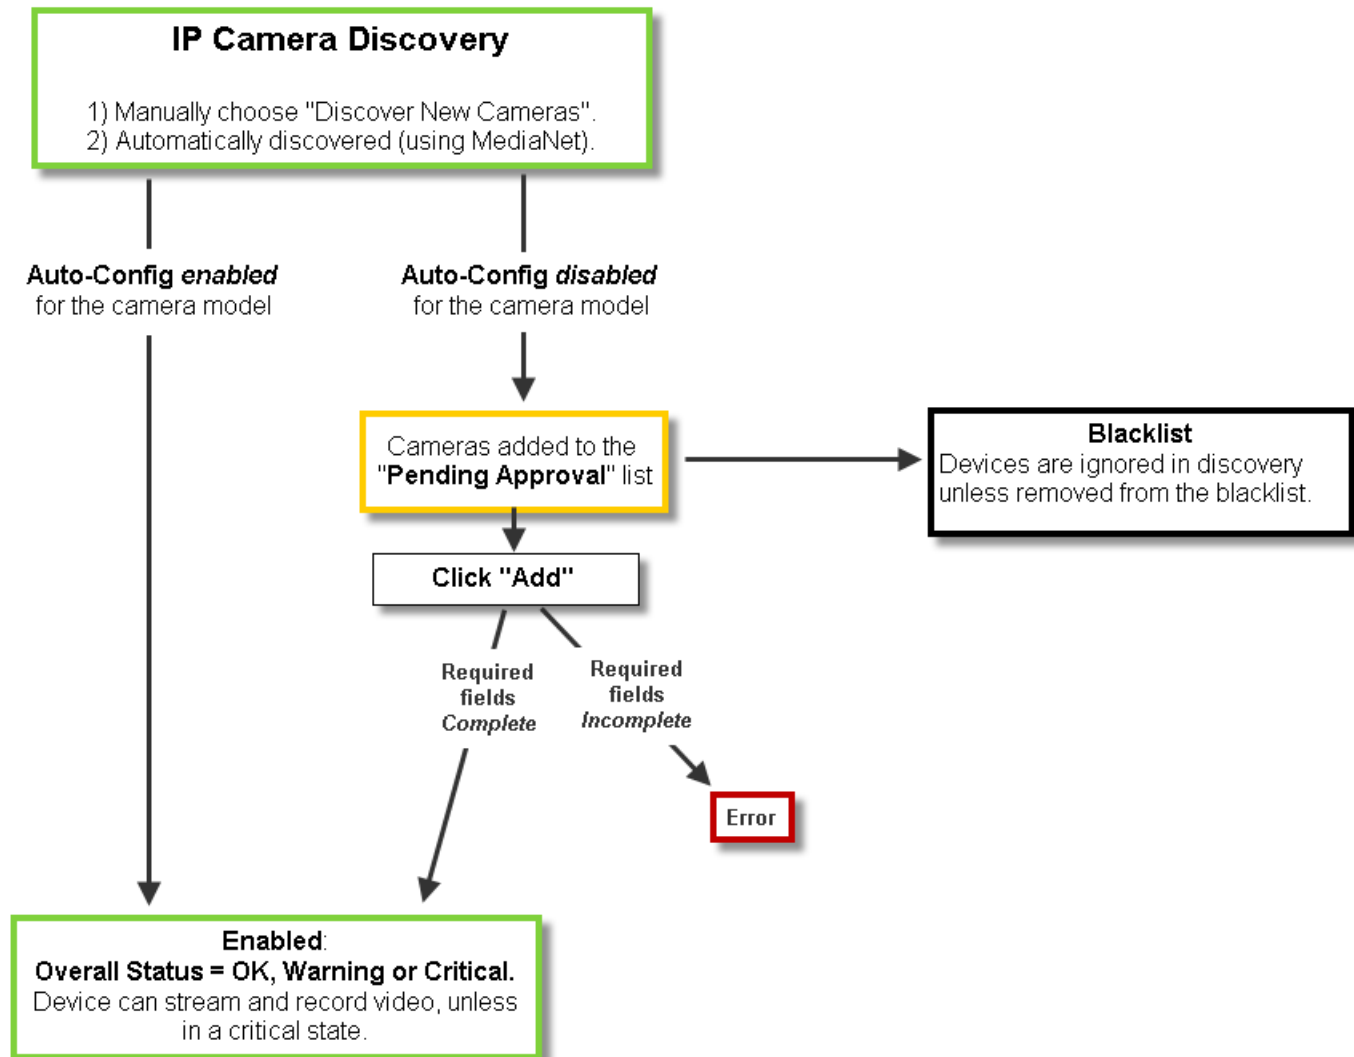 IP Camera Discovery
1) Manually choose "Discover New Cameras".
2) Automatically discovered (using MediaNet).
Auto-Config enabled
for the camera model
Auto-Config disabled
for the camera model
Cameras added to the
"Pending Approval" list
Blacklist
Devices are ignored in discovery
unless removed from the blacklist.
Click "Add"
Required
fields
Complete
Required
fields
Incomplete
Error
Enabled:
Overall Status = OK, Warning or Critical.
Device can stream and record video, unless
in a critical state.